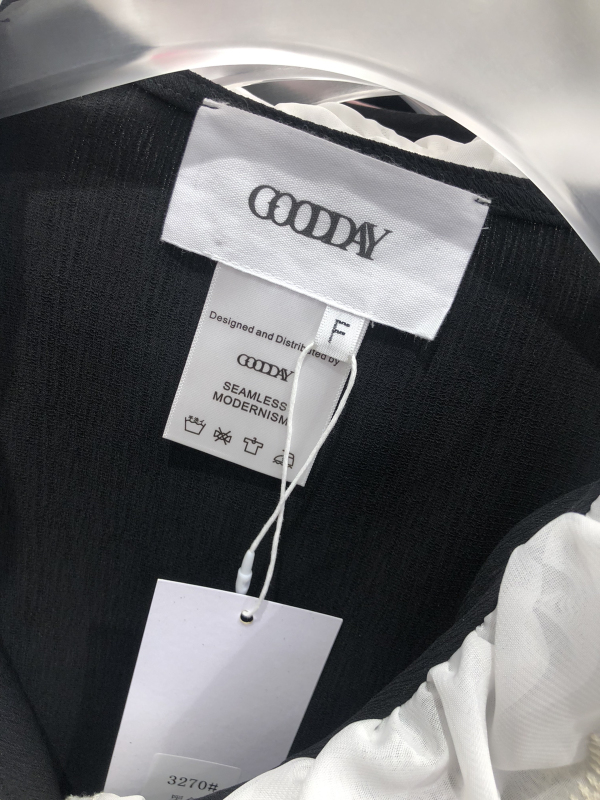 GOODDAY
F
Designed and Distributed by
GOODDAY
SEAMLESS
MODERNISM
3270#